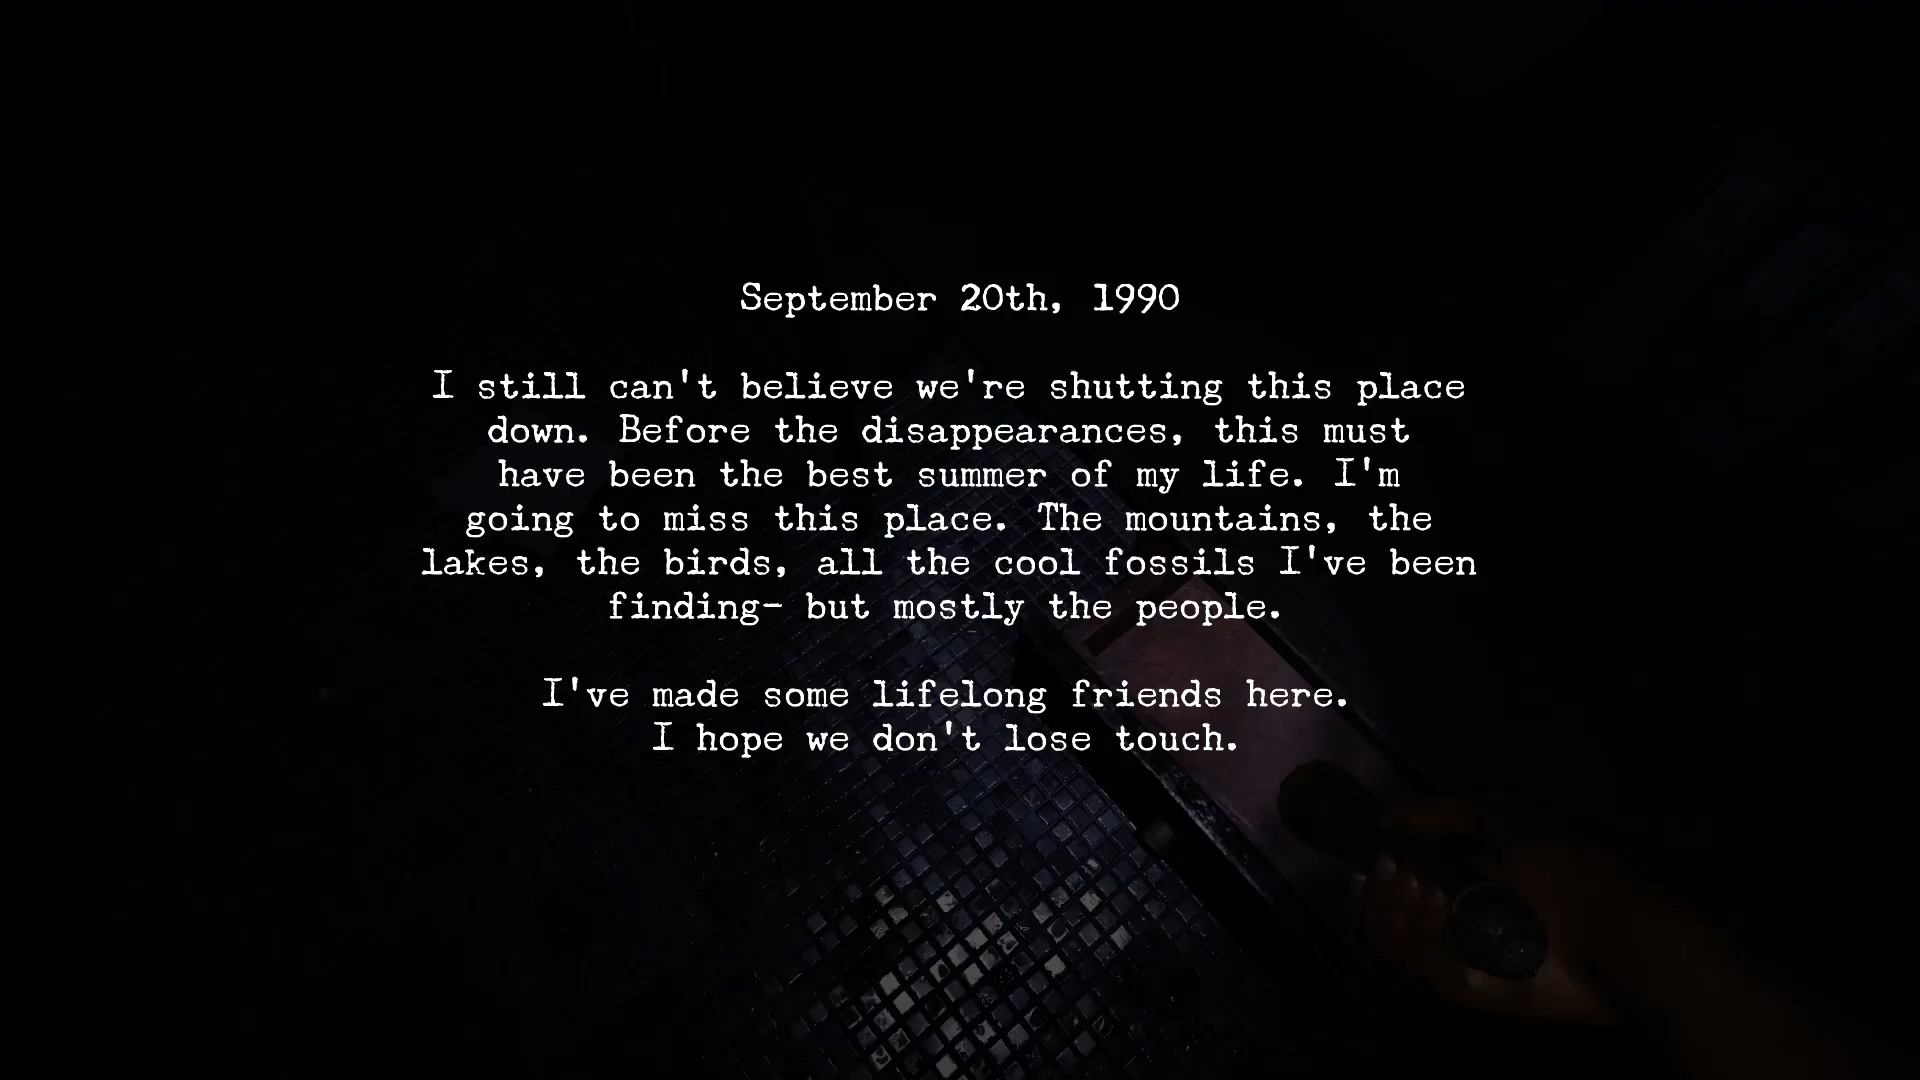 September 20th, 1990
I still can't believe we're shutting this place
down. Before the disappearances, this must
have been the best summer of my life. I'm
going to miss this place. The mountains, the
lakes, the birds, all the cool fossils I've been
finding- but mostly the people.
I've made some lifelong friends here.
I hope we don't lose touch.